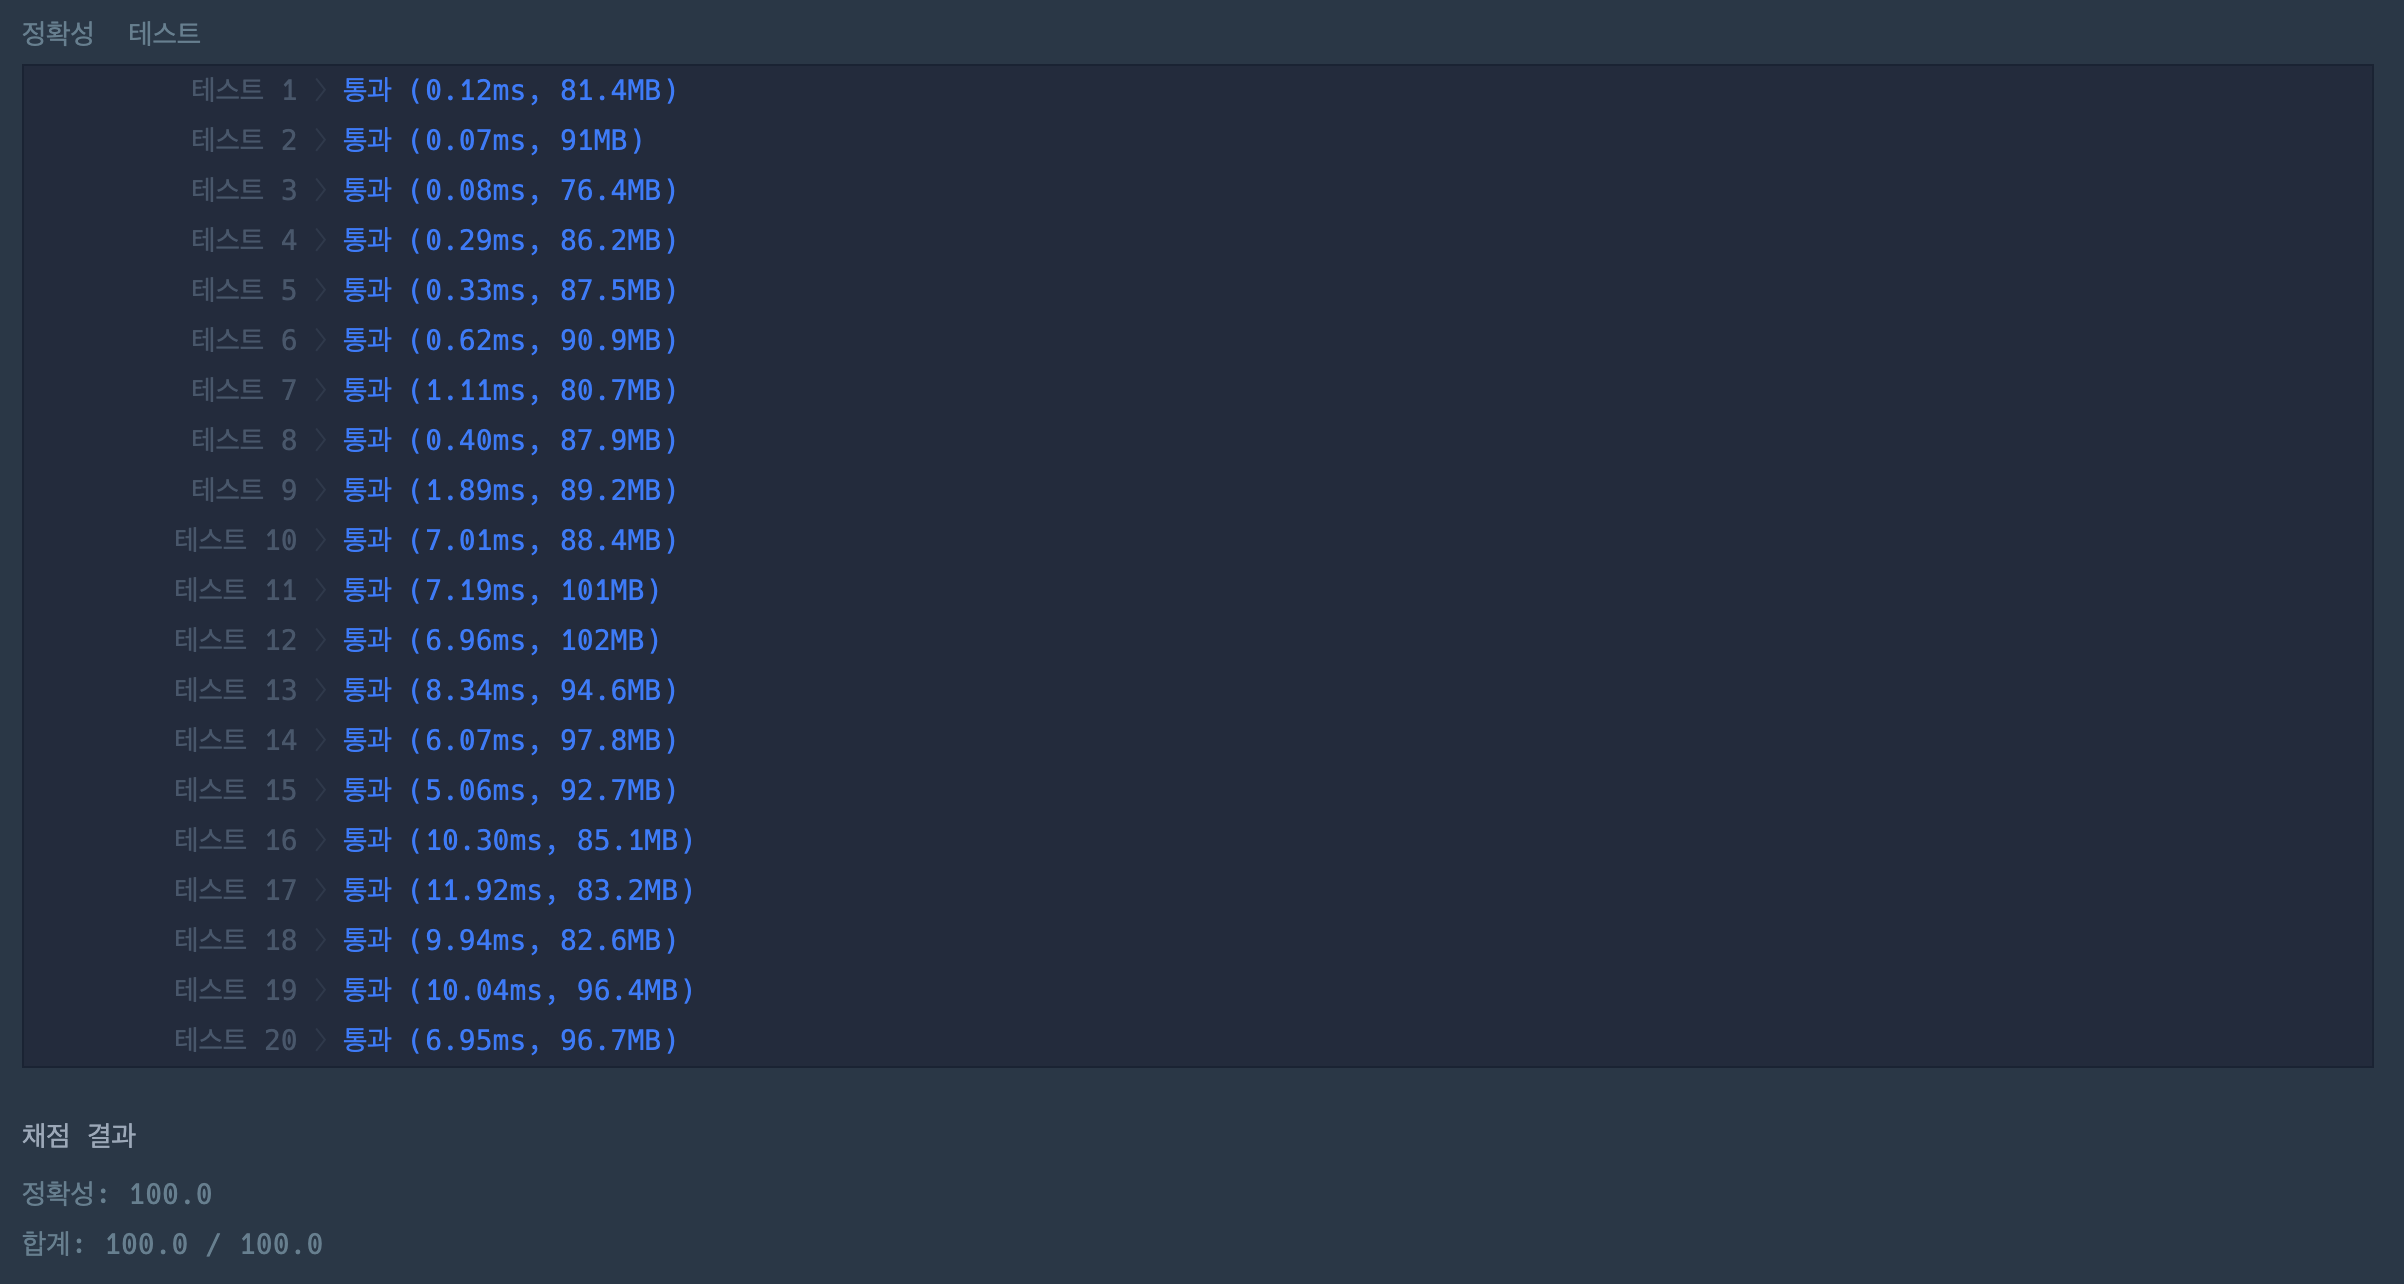 정확성 테스트
테스트 1 〉 통과 (0.12ms, 81.4MB)
테스트 2 〉 통과 (0.07ms, 91MB)
테스트 3 〉 통과 (0.08ms, 76.4MB)
테스트 4 〉 통과 (0.29ms, 86.2MB)
테스트 5 〉 통과 (0.33ms, 87.5MB)
테스트 6 〉 통과 (0.62ms, 90.9MB)
테스트 7 〉 통과 (1.11ms, 80.7MB)
테스트 8 〉 통과 (0.40ms, 87.9MB)
테스트 9 〉 통과 (1.89ms, 89.2MB)
테스트 10 〉 통과 (7.01ms, 88.4MB)
테스트 11 〉 통과 (7.19ms, 101MB)
테스트 12 〉 통과 (6.96ms, 102MB)
테스트 13 〉 통과 (8.34ms, 94.6MB)
테스트 14 〉 통과 (6.07ms, 97.8MB)
테스트 15 〉 통과 (5.06ms, 92.7MB)
테스트 16 〉 통과 (10.30ms, 85.1MB)
테스트 17 〉 통과 (11.92ms, 83.2MB)
테스트 18 〉 통과 (9.94ms, 82.6MB)
테스트 19 〉 통과 (10.04ms, 96.4MB)
테스트 20 〉 통과 (6.95ms, 96.7MB)
채점 결과
정확성: 100.0
합계: 100.0 / 100.0